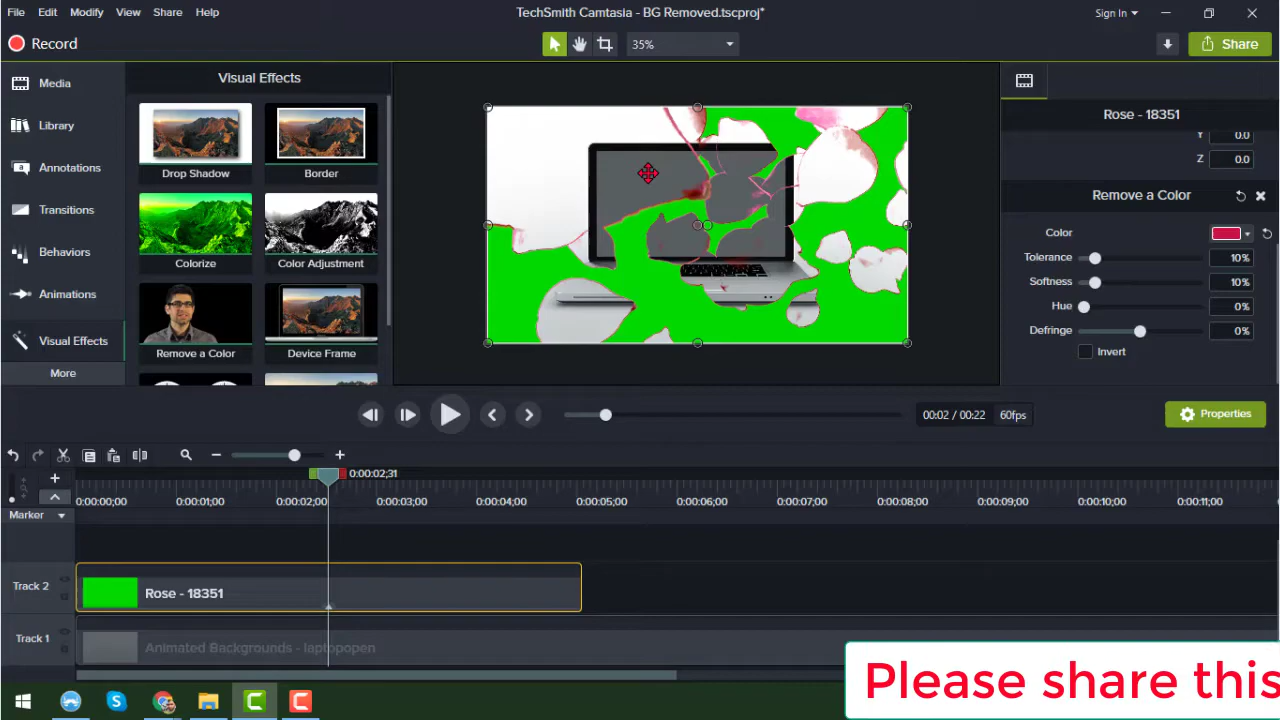 TechSmith Camtasia - BG Removed.tscproj*
File Edit Modify View Share Help
Sign In
Record
35%
Share
Media
Library
Annotations
Transitions
Behaviors
Animations
Visual Effects
More
Visual Effects
Drop Shadow
Border
Colorize
Color Adjustment
Remove a Color
Device Frame
Rose - 18351
Y 0.0
Z 0.0
Remove a Color
Color
Tolerance 10%
Softness 10%
Hue 0%
Defringe 0%
Invert
00:02 / 00:22 60fps
Properties
0:00:02;31
0:00:00;00 0:00:01;00 0:00:02;00 0:00:03;00 0:00:04;00 0:00:05;00 0:00:06;00 0:00:07;00 0:00:08;00 0:00:09;00 0:00:10;00 0:00:11;00
Marker
Track 2
Rose - 18351
Track 1
Animated Backgrounds - laptopopen
Please share this